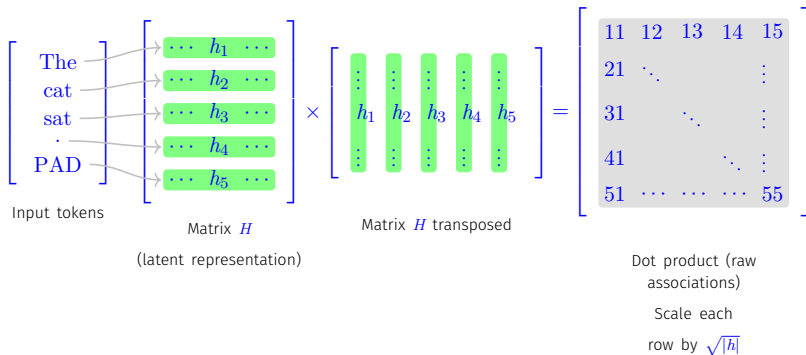 The
cat
sat
.
PAD
Input tokens
⋯ h₁ ⋯
⋯ h₂ ⋯
⋯ h₃ ⋯
⋯ h₄ ⋯
⋯ h₅ ⋯
Matrix H
(latent representation)
×
⋮ ⋮ ⋮ ⋮ ⋮
h₁ h₂ h₃ h₄ h₅
⋮ ⋮ ⋮ ⋮ ⋮
Matrix H transposed
=
11 12 13 14 15
21 ⋱ ⋮
31 ⋱ ⋮
41 ⋱ ⋮
51 ⋯ ⋯ ⋯ 55
Dot product (raw
associations)
Scale each
row by √|h|